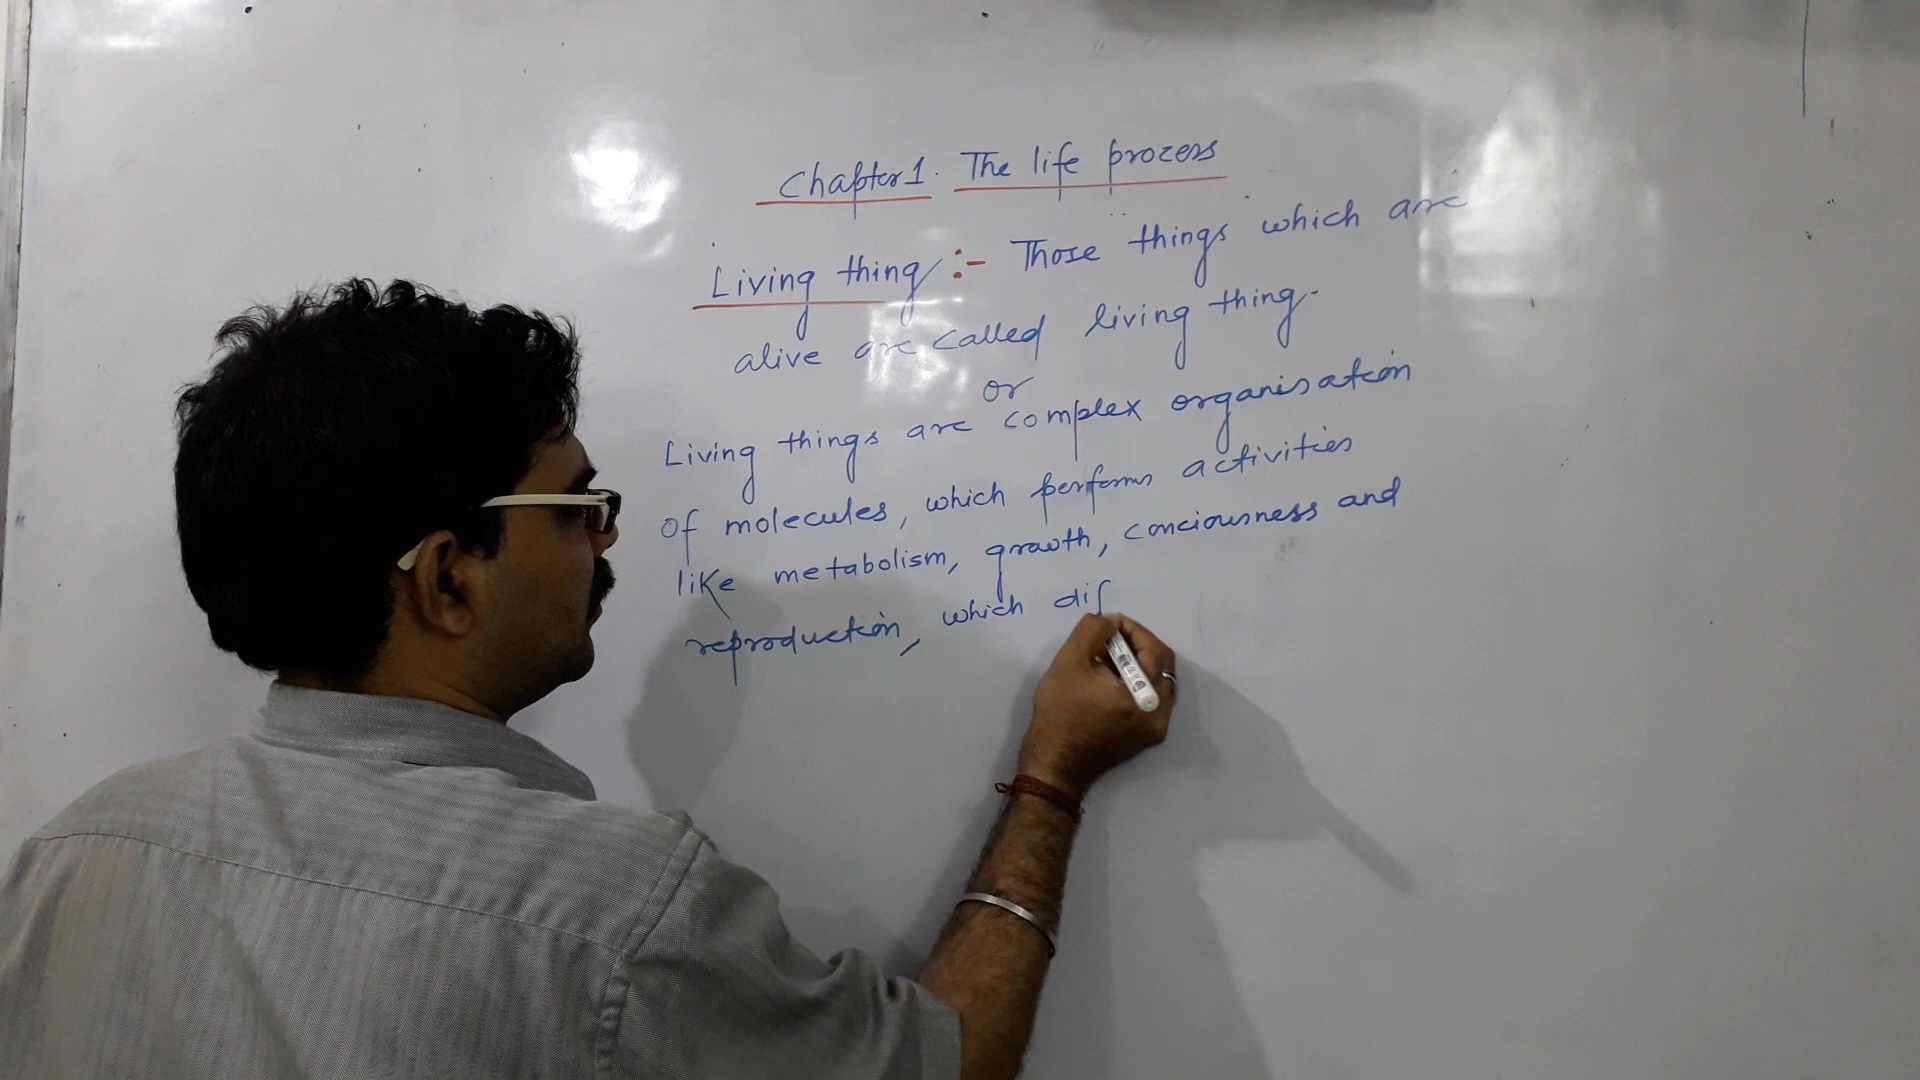 Chapter 1. The life process
Living thing :- Those things which are
alive are called living thing.
or
Living things are complex organisation
of molecules, which performs activities
like metabolism, growth, conciousness and
reproduction, which dif